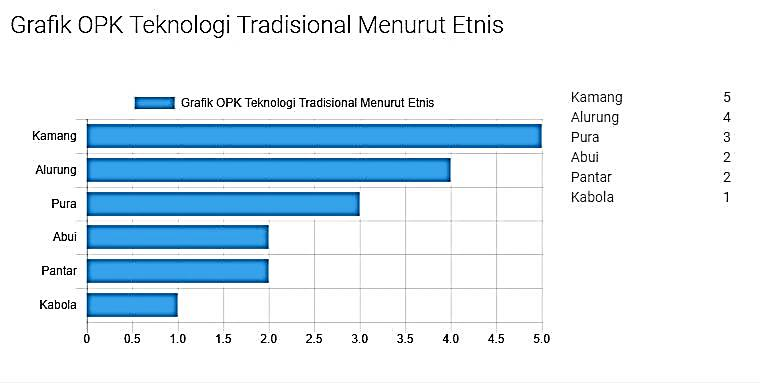 Grafik OPK Teknologi Tradisional Menurut Etnis
Grafik OPK Teknologi Tradisional Menurut Etnis
Kamang
Alurung
Pura
Abui
Pantar
Kabola
0 0.5 1.0 1.5 2.0 2.5 3.0 3.5 4.0 4.5 5.0
Kamang 5
Alurung 4
Pura 3
Abui 2
Pantar 2
Kabola 1